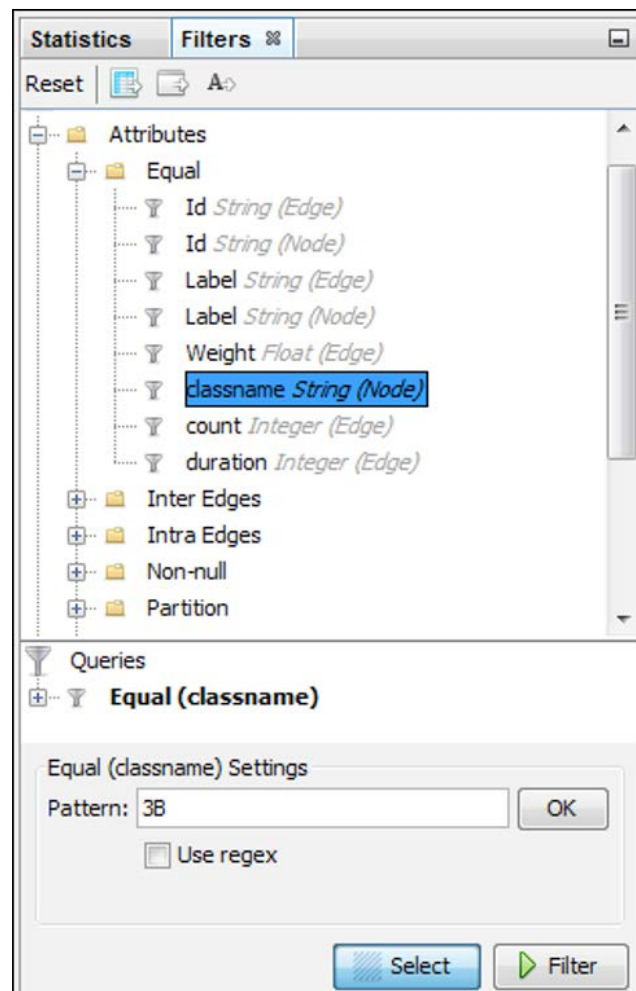 Statistics Filters
Reset
Attributes
Equal
Id String (Edge)
Id String (Node)
Label String (Edge)
Label String (Node)
Weight Float (Edge)
classname String (Node)
count Integer (Edge)
duration Integer (Edge)
Inter Edges
Intra Edges
Non-null
Partition
Queries
Equal (classname)
Equal (classname) Settings
Pattern: 3B OK
Use regex
Select Filter